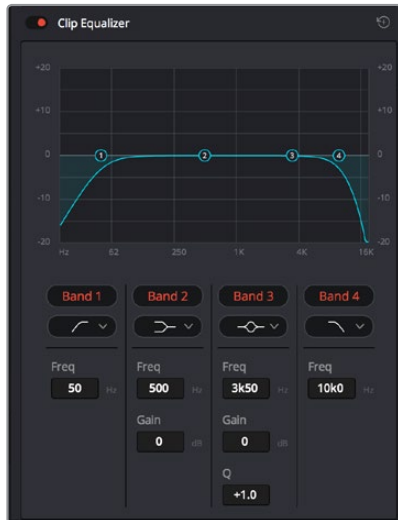 Clip Equalizer
+20 +20
+10 +10
0 1 2 3 4 0
-10 -10
-20 -20
Hz 62 250 1K 4K 16K
Band 1 Band 2 Band 3 Band 4
Freq Freq Freq Freq
50 Hz 500 Hz 3k50 Hz 10k0 Hz
Gain Gain
0 dB 0 dB
Q
+1.0